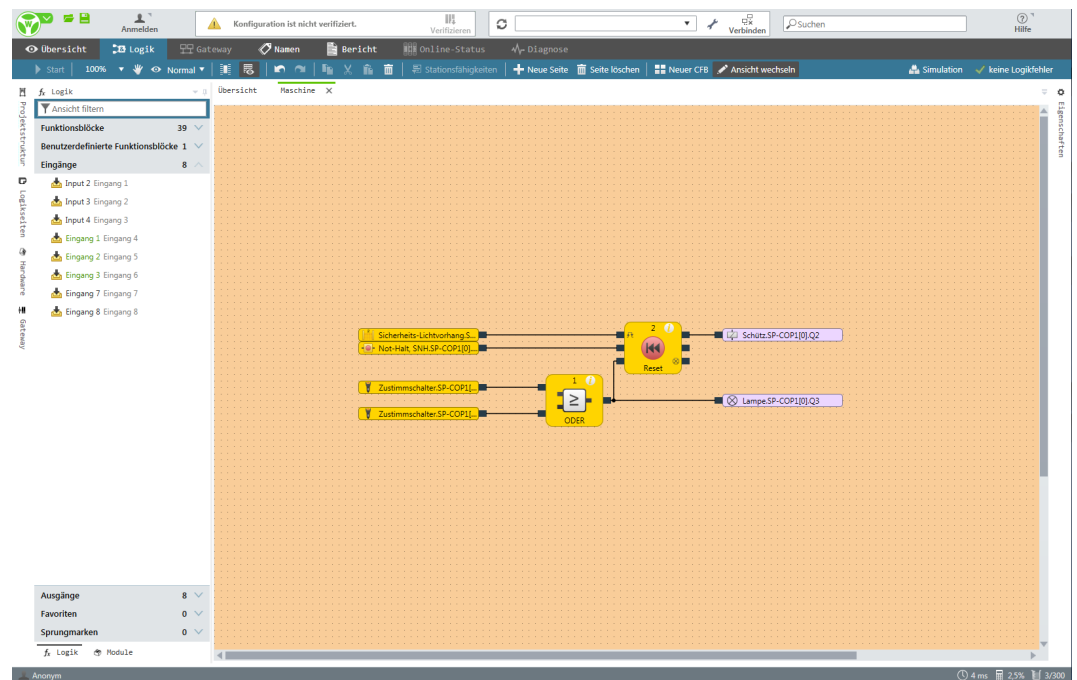 Anmelden
Konfiguration ist nicht verifiziert.
Verifizieren
Verbinden
Suchen
Hilfe
Übersicht Logik Gateway Namen Bericht Online-Status Diagnose
Start 100% Normal Stationsfähigkeiten Neue Seite Seite löschen Neuer CFB Ansicht wechseln Simulation keine Logikfehler
Projektstruktur
Logikseiten
Hardware
Gateway
fx Logik
Ansicht filtern
Funktionsblöcke 39
Benutzerdefinierte Funktionsblöcke 1
Eingänge 8
Input 2 Eingang 1
Input 3 Eingang 2
Input 4 Eingang 3
Eingang 1 Eingang 4
Eingang 2 Eingang 5
Eingang 3 Eingang 6
Eingang 7 Eingang 7
Eingang 8 Eingang 8
Ausgänge 8
Favoriten 0
Sprungmarken 0
fx Logik Module
Übersicht Maschine
Sicherheits-Lichtvorhang.S...
Not-Halt, SNH.SP-COP1[0]....
Zustimmschalter.SP-COP1[...
Zustimmschalter.SP-COP1[...
1
≥
ODER
2
Reset
Schütz.SP-COP1[0].Q2
Lampe.SP-COP1[0].Q3
Eigenschaften
Anonym
4 ms 2,5% 3/300